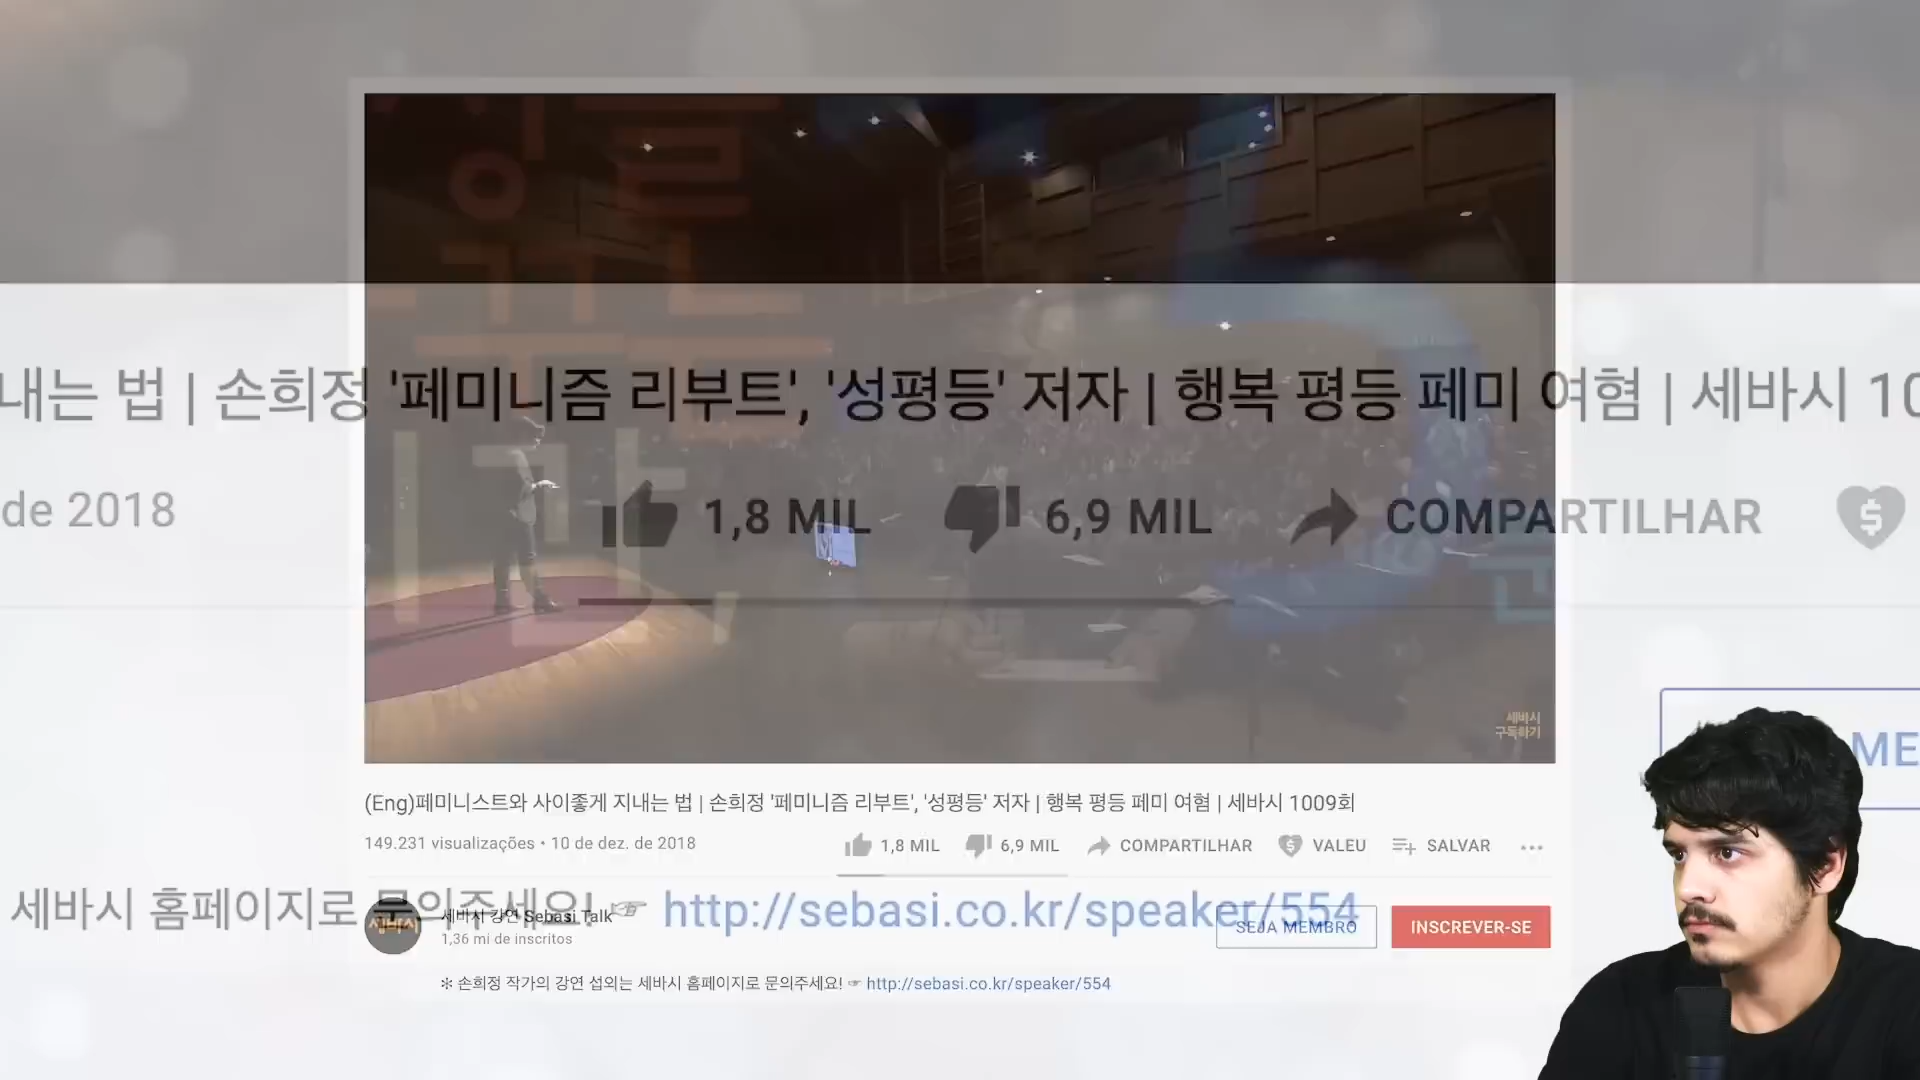 내는 법 | 손희정 '페미니즘 리부트', '성평등' 저자 | 행복 평등 페미 여혐 | 세바시 10
de 2018
1,8 MIL
6,9 MIL
COMPARTILHAR
세바시
구독하기
ME
(Eng)페미니스트와 사이좋게 지내는 법 | 손희정 '페미니즘 리부트', '성평등' 저자 | 행복 평등 페미 여혐 | 세바시 1009회
149.231 visualizações • 10 de dez. de 2018
1,8 MIL
6,9 MIL
COMPARTILHAR
VALEU
SALVAR
세바시 홈페이지로 문의주세요! ☞ http://sebasi.co.kr/speaker/554
세바시
세바시 강연 Sebasi Talk
1,36 mi de inscritos
SEJA MEMBRO
INSCREVER-SE
※ 손희정 작가의 강연 섭외는 세바시 홈페이지로 문의주세요! ☞ http://sebasi.co.kr/speaker/554